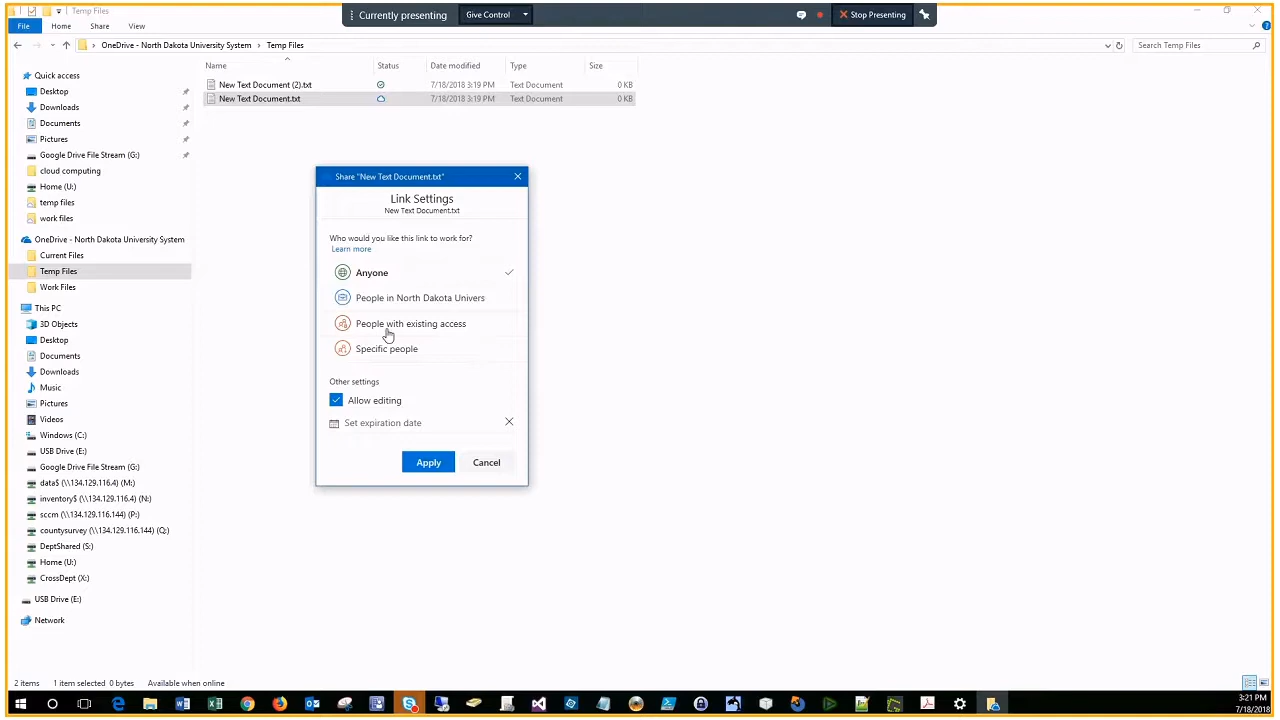 Temp Files
Currently presenting
Give Control
Stop Presenting
File
Home
Share
View
OneDrive - North Dakota University System > Temp Files
Search Temp Files
Name
Status
Date modified
Type
Size
New Text Document (2).txt 7/18/2018 3:19 PM Text Document 0 KB
New Text Document.txt 7/18/2018 3:19 PM Text Document 0 KB
Quick access
Desktop
Downloads
Documents
Pictures
Google Drive File Stream (G:)
cloud computing
Home (U:)
temp files
work files
OneDrive - North Dakota University System
Current Files
Temp Files
Work Files
This PC
3D Objects
Desktop
Documents
Downloads
Music
Pictures
Videos
Windows (C:)
USB Drive (E:)
Google Drive File Stream (G:)
data$ (\\134.129.116.4) (M:)
inventory$ (\\134.129.116.4) (N:)
sccm (\\134.129.116.144) (P:)
countysurvey (\\134.129.116.144) (Q:)
DeptShared (S:)
Home (U:)
CrossDept (X:)
USB Drive (E:)
Network
Share "New Text Document.txt"
Link Settings
New Text Document.txt
Who would you like this link to work for?
Learn more
Anyone
People in North Dakota Univers
People with existing access
Specific people
Other settings
Allow editing
Set expiration date
Apply
Cancel
2 items 1 item selected 0 bytes Available when online
3:21 PM
7/18/2018